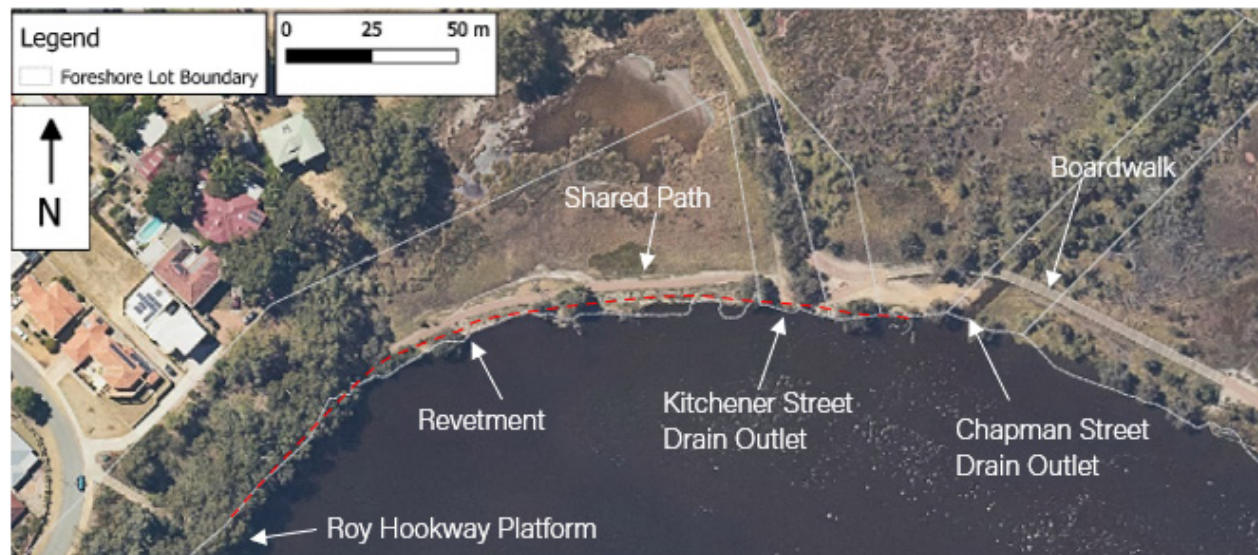 Legend
Foreshore Lot Boundary
0 25 50 m
N
Shared Path
Boardwalk
Revetment
Kitchener Street
Drain Outlet
Chapman Street
Drain Outlet
Roy Hookway Platform